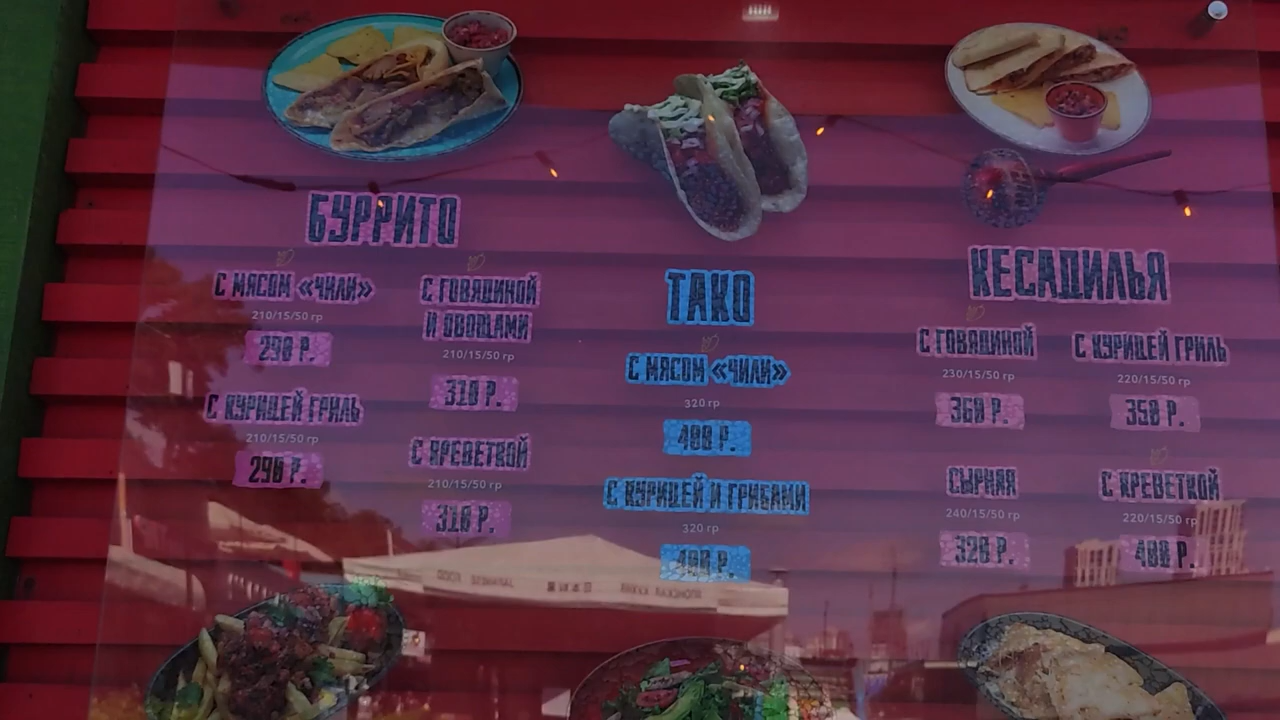 БУРРИТО
С МЯСОМ «ЧИЛИ»
210/15/50 гр
290 Р.
С КУРИЦЕЙ ГРИЛЬ
210/15/50 гр
290 Р.
С ГОВЯДИНОЙ
И ОВОЩАМИ
210/15/50 гр
310 Р.
С КРЕВЕТКОЙ
210/15/50 гр
310 Р.
ТАКО
С МЯСОМ «ЧИЛИ»
320 гр
400 Р.
С КУРИЦЕЙ И ГРИБАМИ
320 гр
400 Р.
КЕСАДИЛЬЯ
С ГОВЯДИНОЙ
230/15/50 гр
360 Р.
СЫРНАЯ
240/15/50 гр
320 Р.
С КУРИЦЕЙ ГРИЛЬ
220/15/50 гр
350 Р.
С КРЕВЕТКОЙ
220/15/50 гр
400 Р.